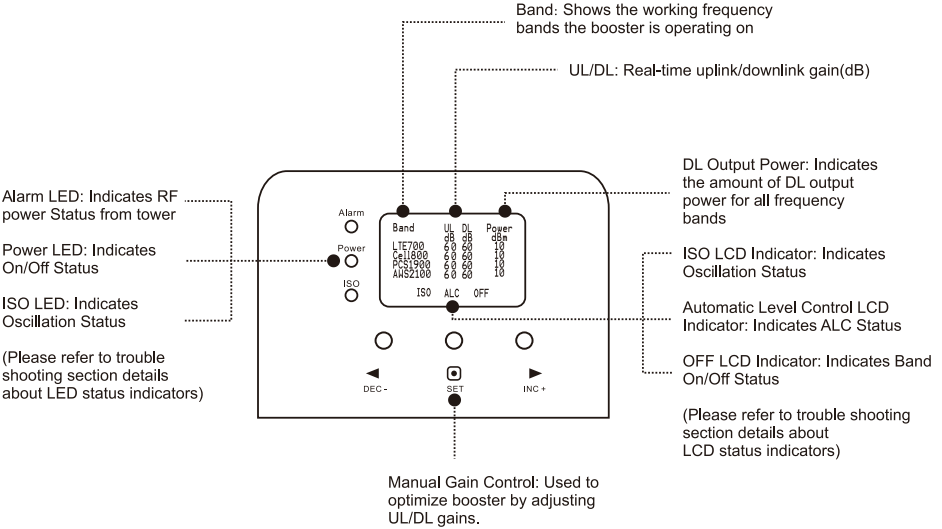 Band: Shows the working frequency
bands the booster is operating on
UL/DL: Real-time uplink/downlink gain(dB)
DL Output Power: Indicates
the amount of DL output
power for all frequency
bands
Alarm LED: Indicates RF
power Status from tower
Power LED: Indicates
On/Off Status
ISO LED: Indicates
Oscillation Status
(Please refer to trouble
shooting section details
about LED status indicators)
Alarm
Power
ISO
Band UL DL Power
dB dB dBm
LTE700 60 60 10
Cell800 60 60 10
PCS1900 60 60 10
AWS2100 60 60 10
ISO ALC OFF
DEC - SET INC +
ISO LCD Indicator: Indicates
Oscillation Status
Automatic Level Control LCD
Indicator: Indicates ALC Status
OFF LCD Indicator: Indicates Band
On/Off Status
(Please refer to trouble shooting
section details about
LCD status indicators)
Manual Gain Control: Used to
optimize booster by adjusting
UL/DL gains.